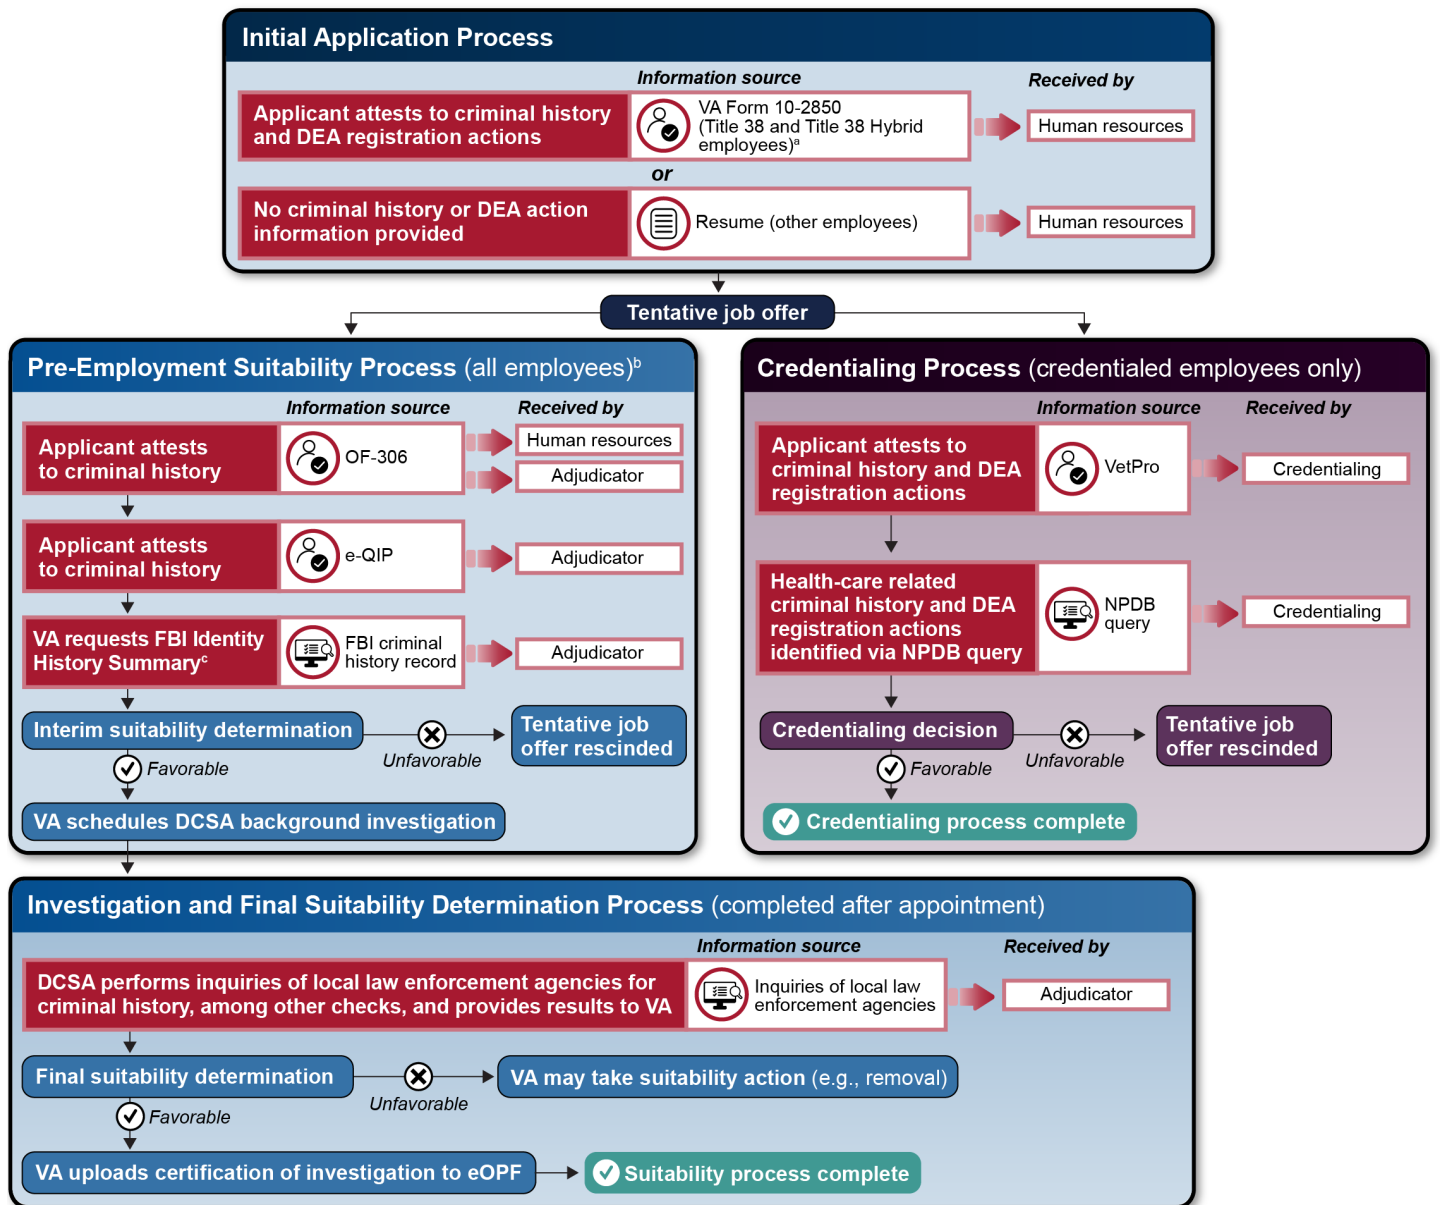 Initial Application Process
Information source
Received by
Applicant attests to criminal history
and DEA registration actions
VA Form 10-2850
(Title 38 and Title 38 Hybrid
employees)a
Human resources
or
No criminal history or DEA action
information provided
Resume (other employees)
Human resources
Tentative job offer
Pre-Employment Suitability Process (all employees)b
Information source
Received by
Applicant attests
to criminal history
OF-306
Human resources
Adjudicator
Applicant attests
to criminal history
e-QIP
Adjudicator
VA requests FBI Identity
History Summaryc
FBI criminal
history record
Adjudicator
Interim suitability determination
Unfavorable
Tentative job
offer rescinded
Favorable
VA schedules DCSA background investigation
Credentialing Process (credentialed employees only)
Information source
Received by
Applicant attests to
criminal history and DEA
registration actions
VetPro
Credentialing
Health-care related
criminal history and DEA
registration actions
identified via NPDB query
NPDB
query
Credentialing
Credentialing decision
Unfavorable
Tentative job
offer rescinded
Favorable
Credentialing process complete
Investigation and Final Suitability Determination Process (completed after appointment)
Information source
Received by
DCSA performs inquiries of local law enforcement agencies for
criminal history, among other checks, and provides results to VA
Inquiries of local law
enforcement agencies
Adjudicator
Final suitability determination
Unfavorable
VA may take suitability action (e.g., removal)
Favorable
VA uploads certification of investigation to eOPF
Suitability process complete